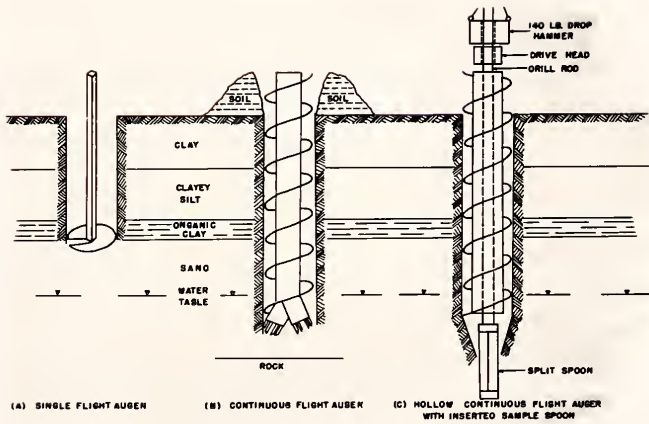 140 LB. DROP
HAMMER
DRIVE HEAD
DRILL ROD
SOIL
SOIL
CLAY
CLAYEY
SILT
ORGANIC
CLAY
SAND
WATER
TABLE
ROCK
SPLIT SPOON
(A) SINGLE FLIGHT AUGER
(B) CONTINUOUS FLIGHT AUGER
(C) HOLLOW CONTINUOUS FLIGHT AUGER
WITH INSERTED SAMPLE SPOON